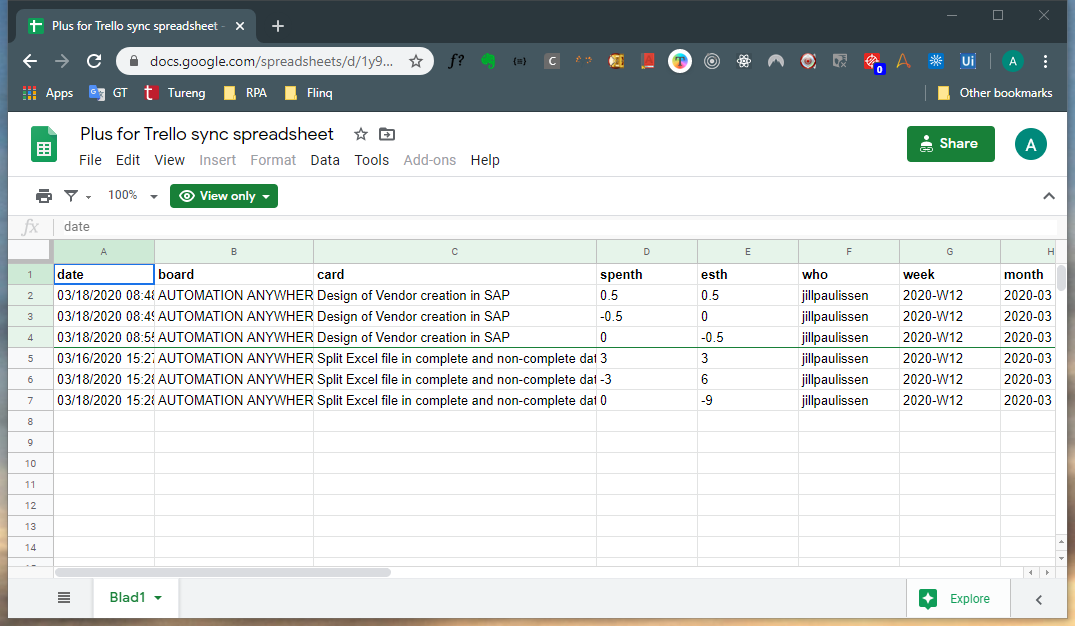 Plus for Trello sync spreadsheet -
docs.google.com/spreadsheets/d/1y9...
f? {=} C 0 Ui A
Apps GT Tureng RPA Flinq Other bookmarks
Plus for Trello sync spreadsheet
File Edit View Insert Format Data Tools Add-ons Help
Share A
100% View only
fx date
A B C D E F G H
1 date board card spenth esth who week month
2 03/18/2020 08:48 AUTOMATION ANYWHER Design of Vendor creation in SAP 0.5 0.5 jillpaulissen 2020-W12 2020-03
3 03/18/2020 08:49 AUTOMATION ANYWHER Design of Vendor creation in SAP -0.5 0 jillpaulissen 2020-W12 2020-03
4 03/18/2020 08:55 AUTOMATION ANYWHER Design of Vendor creation in SAP 0 -0.5 jillpaulissen 2020-W12 2020-03
5 03/16/2020 15:27 AUTOMATION ANYWHER Split Excel file in complete and non-complete dat 3 3 jillpaulissen 2020-W12 2020-03
6 03/18/2020 15:28 AUTOMATION ANYWHER Split Excel file in complete and non-complete dat -3 6 jillpaulissen 2020-W12 2020-03
7 03/18/2020 15:28 AUTOMATION ANYWHER Split Excel file in complete and non-complete dat 0 -9 jillpaulissen 2020-W12 2020-03
8
9
10
11
12
13
14
Blad1 Explore